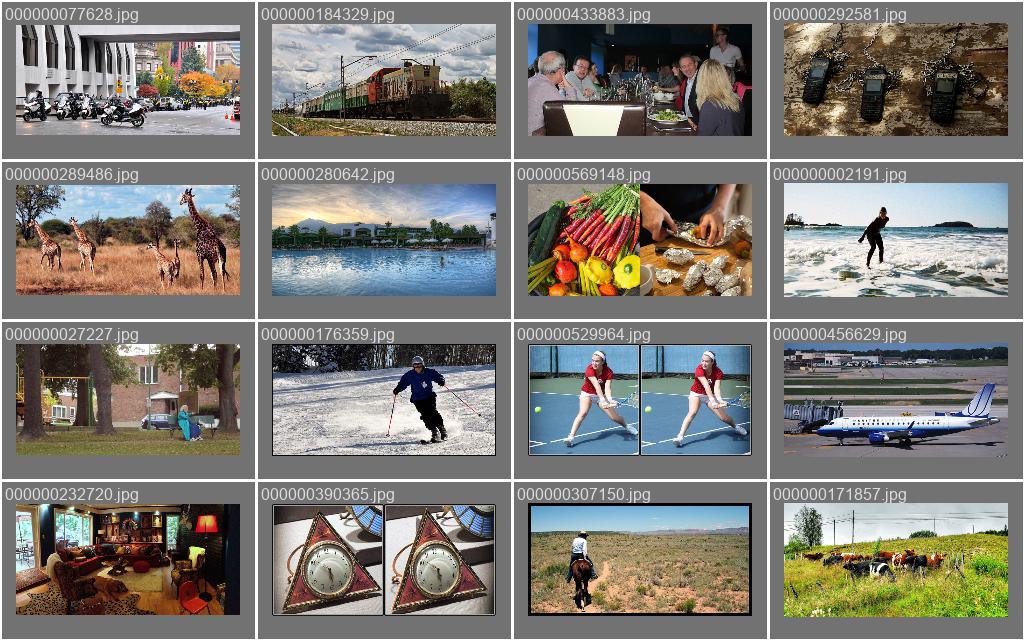 000000077628.jpg
000000184329.jpg
000000433883.jpg
000000292581.jpg
000000289486.jpg
000000280642.jpg
000000569148.jpg
000000002191.jpg
000000027227.jpg
000000176359.jpg
000000529964.jpg
000000456629.jpg
000000232720.jpg
000000390365.jpg
000000307150.jpg
000000171857.jpg